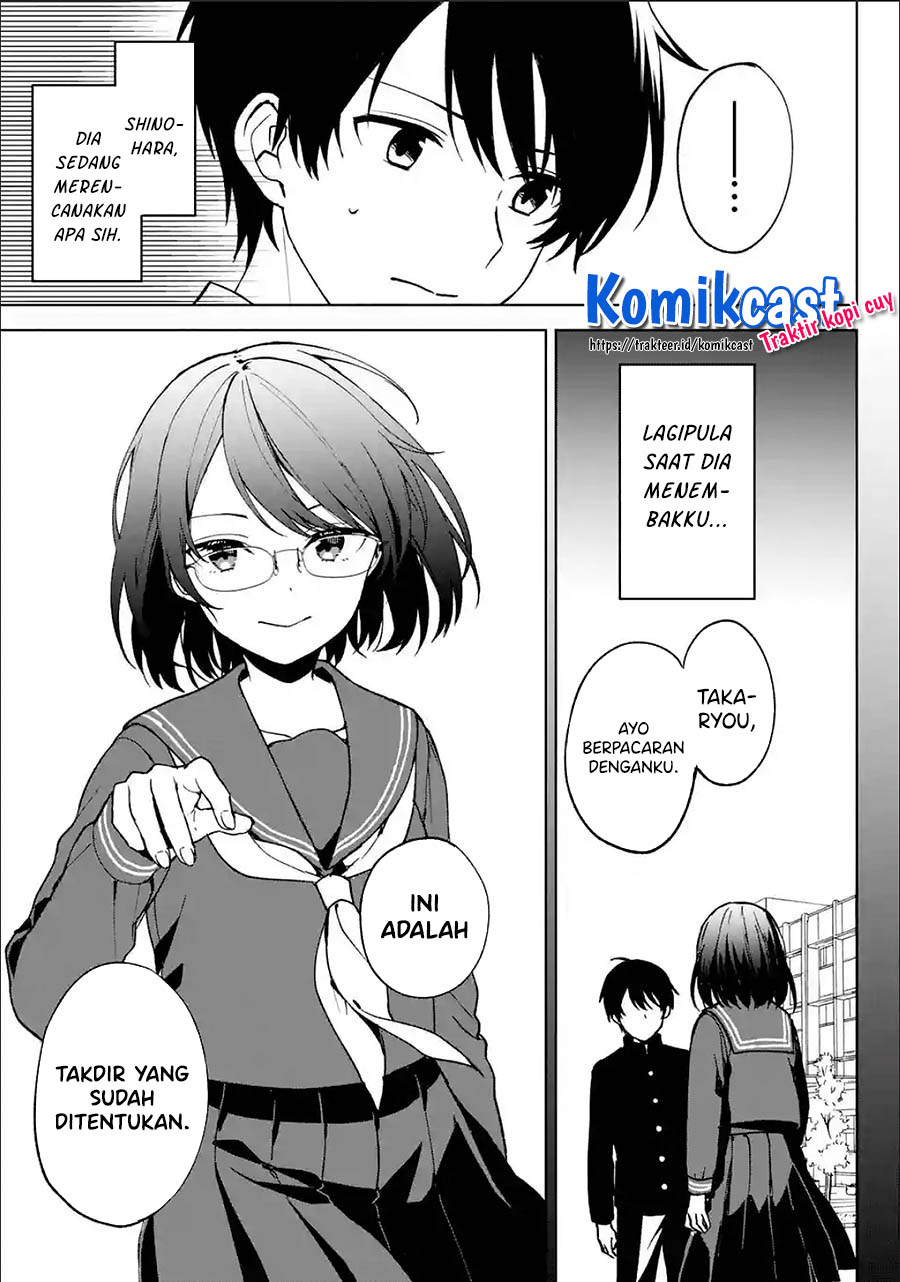 ...
SHINO-
HARA,
DIA
SEDANG
MEREN-
CANAKAN
APA SIH.
Komikcast
Traktir kopi cuy
https://trakteer.id/komikcast
LAGIPULA
SAAT DIA
MENEM-
BAKKU...
TAKA-
RYOU,
AYO
BERPACARAN
DENGANKU.
INI
ADALAH
TAKDIR YANG
SUDAH
DITENTUKAN.